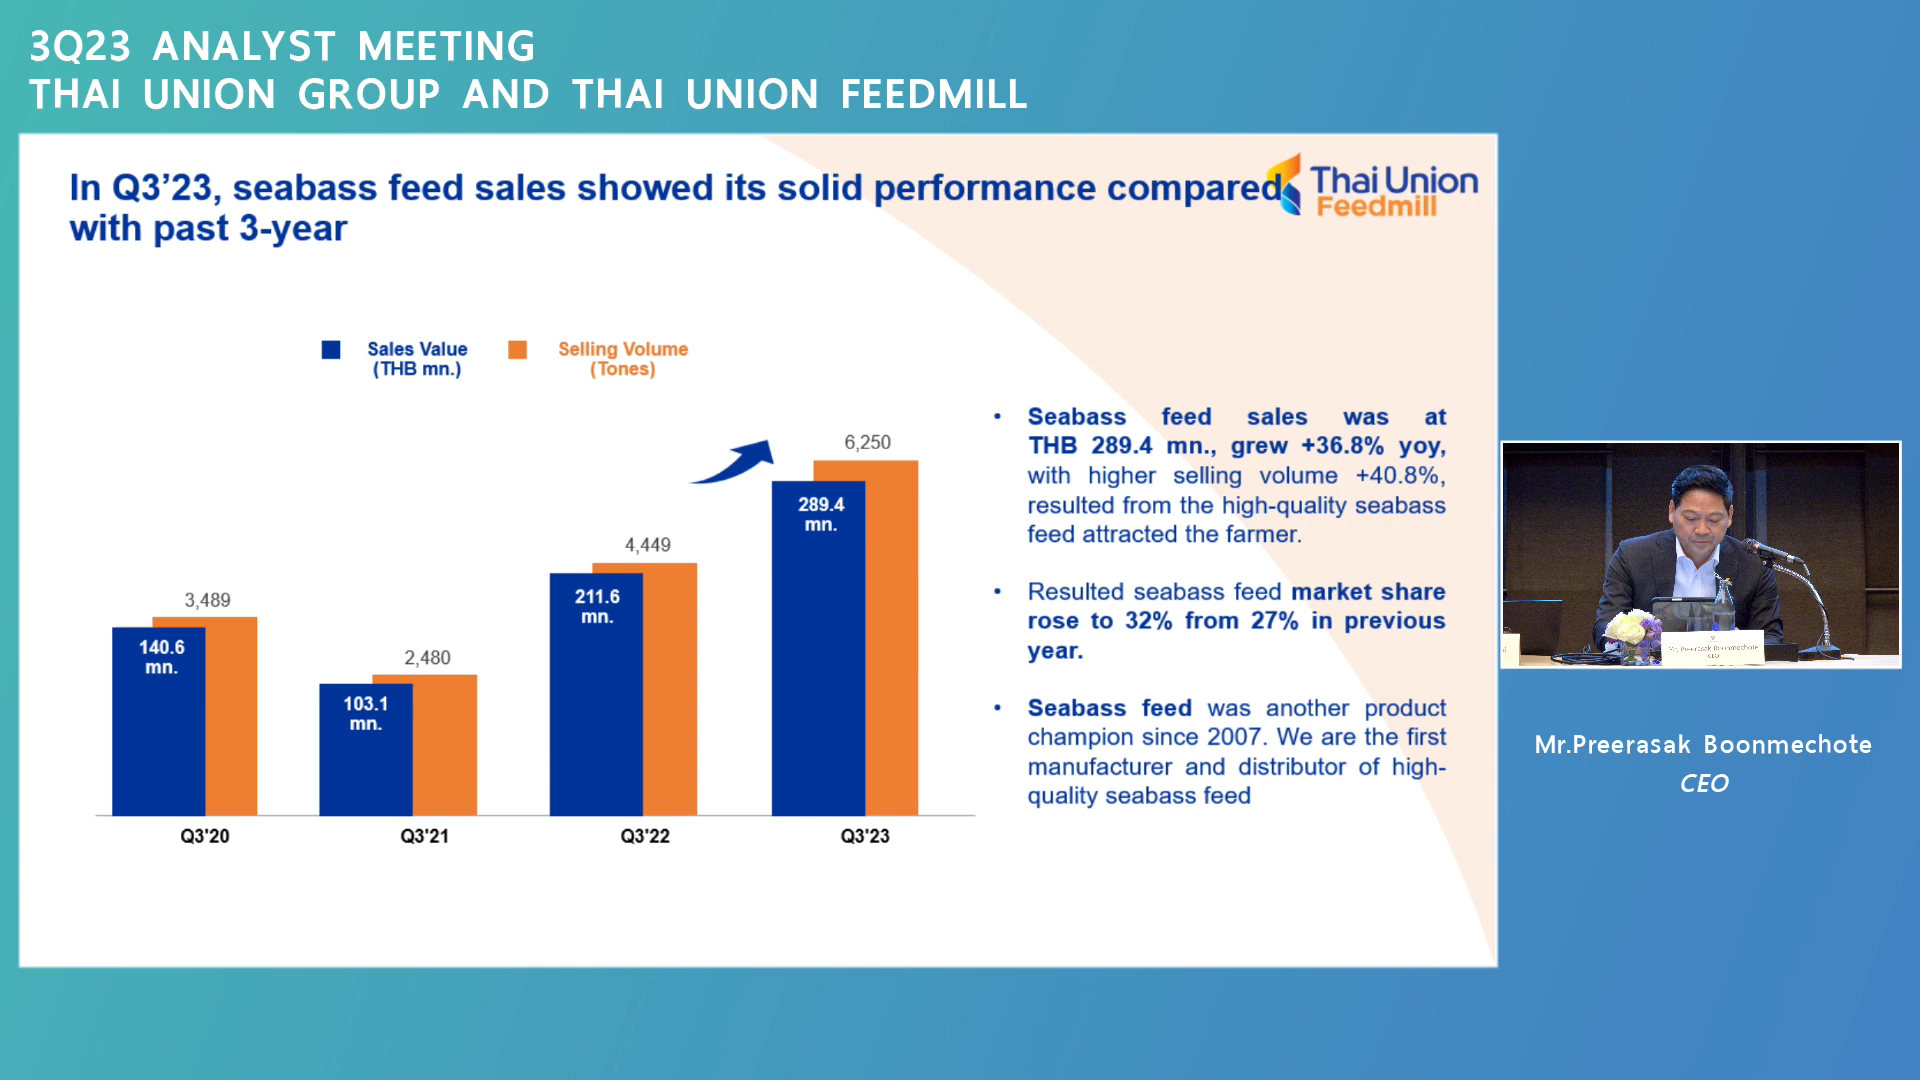 3Q23 ANALYST MEETING
THAI UNION GROUP AND THAI UNION FEEDMILL
In Q3’23, seabass feed sales showed its solid performance compared
with past 3-year
Thai Union
Feedmill
Sales Value
(THB mn.)
Selling Volume
(Tones)
3,489
140.6
mn.
2,480
103.1
mn.
4,449
211.6
mn.
6,250
289.4
mn.
Q3'20
Q3'21
Q3'22
Q3'23
• Seabass feed sales was at
THB 289.4 mn., grew +36.8% yoy,
with higher selling volume +40.8%,
resulted from the high-quality seabass
feed attracted the farmer.
• Resulted seabass feed market share
rose to 32% from 27% in previous
year.
• Seabass feed was another product
champion since 2007. We are the first
manufacturer and distributor of high-
quality seabass feed
Mr. Preerasak Boonmechote
CEO
Mr.Preerasak Boonmechote
CEO